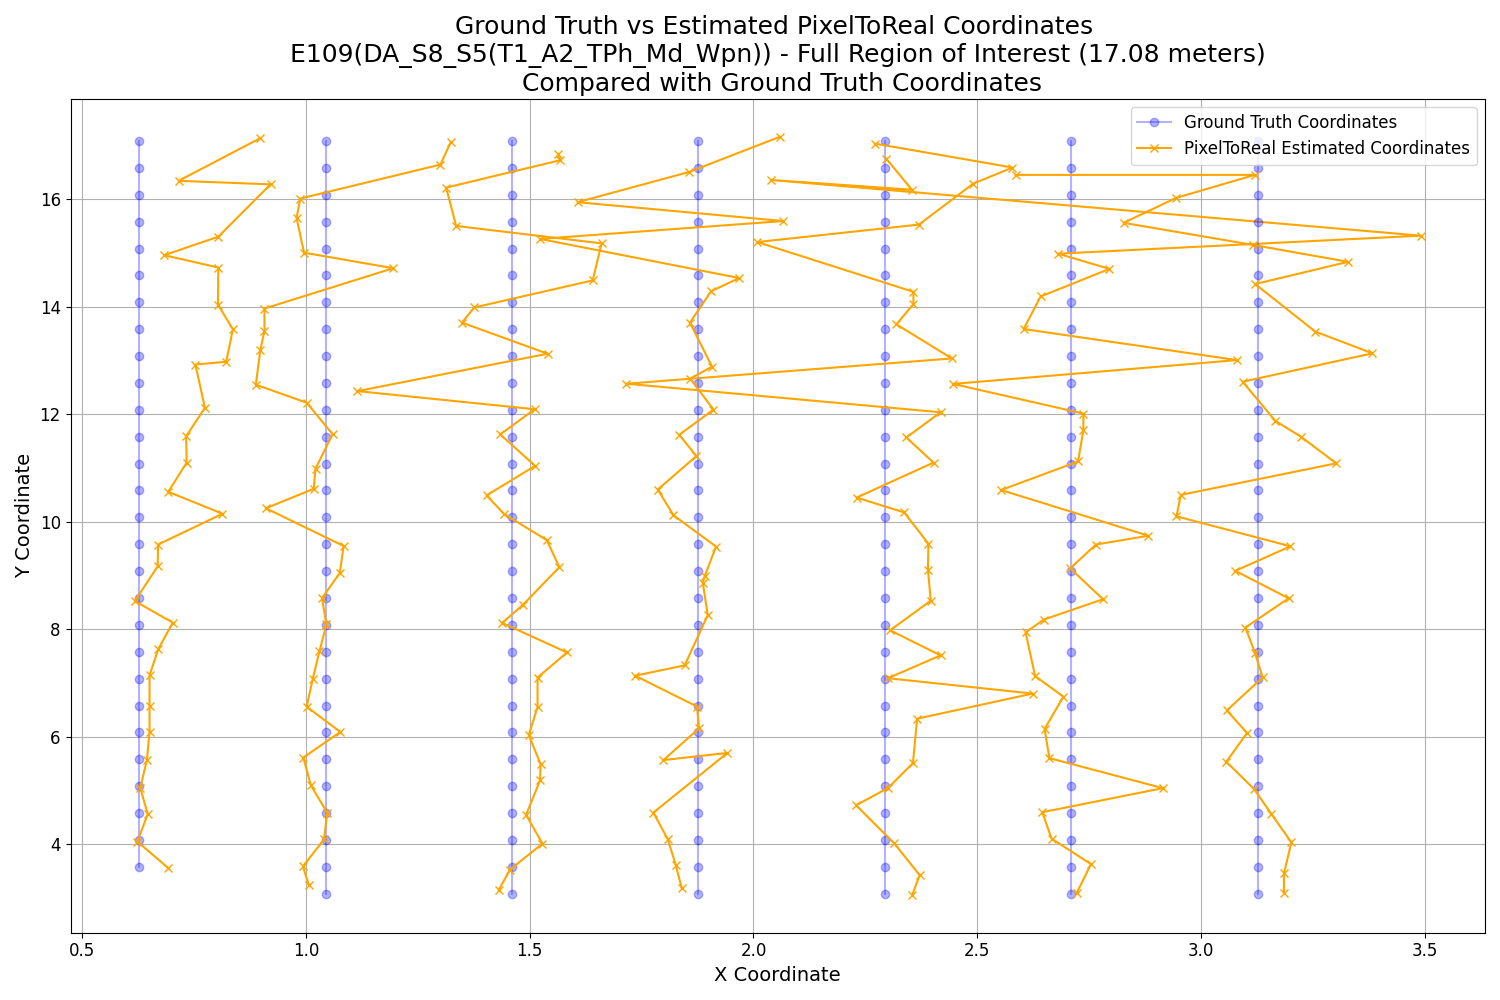 Ground Truth vs Estimated PixelToReal Coordinates
E109(DA_S8_S5(T1_A2_TPh_Md_Wpn)) - Full Region of Interest (17.08 meters)
Compared with Ground Truth Coordinates
Ground Truth Coordinates
PixelToReal Estimated Coordinates
Y Coordinate
16
14
12
10
8
6
4
0.5 1.0 1.5 2.0 2.5 3.0 3.5
X Coordinate